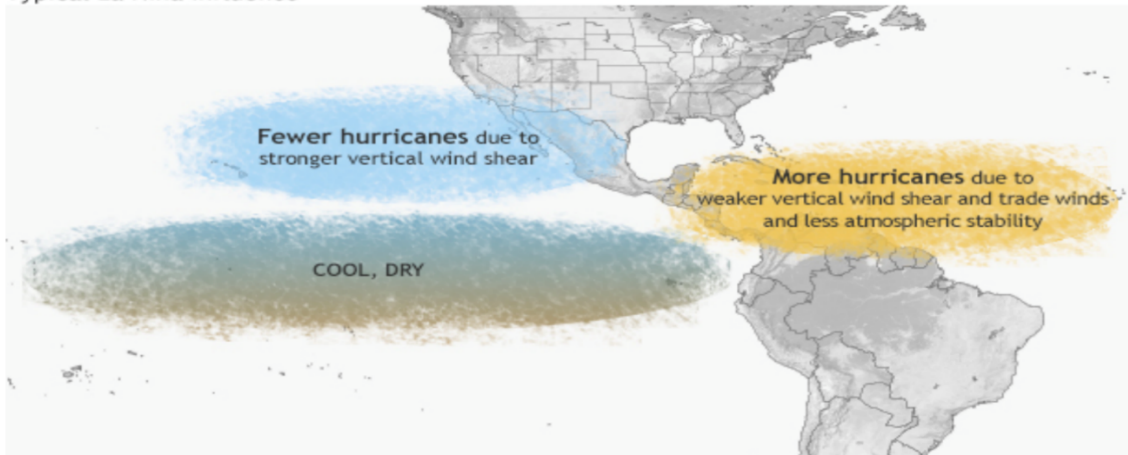 Fewer hurricanes due to
stronger vertical wind shear
More hurricanes due to
weaker vertical wind shear and trade winds
and less atmospheric stability
COOL, DRY